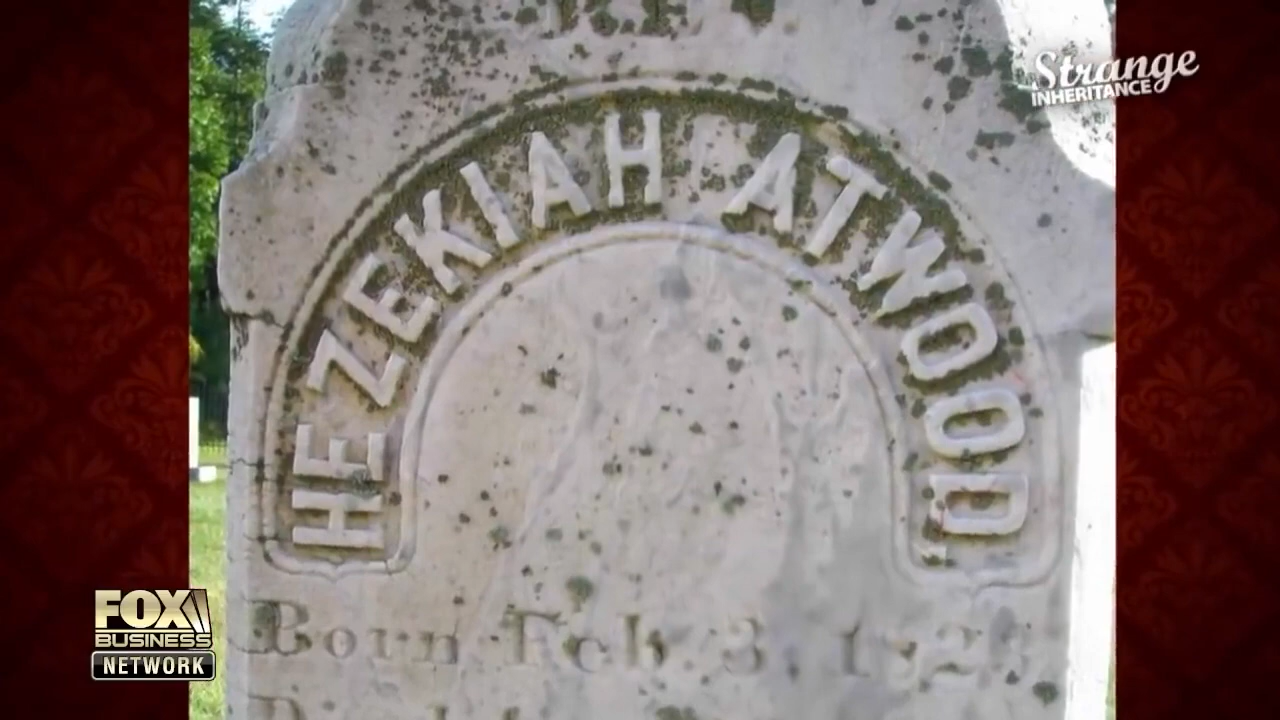 Strange
INHERITANCE
HEZEKIAH ATWOOD
Born Feb. 3,
FOX
BUSINESS
NETWORK